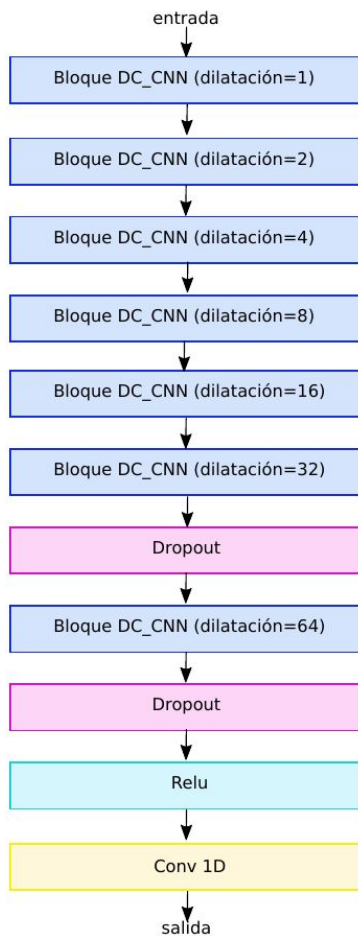 entrada
Bloque DC_CNN (dilatación=1)
Bloque DC_CNN (dilatación=2)
Bloque DC_CNN (dilatación=4)
Bloque DC_CNN (dilatación=8)
Bloque DC_CNN (dilatación=16)
Bloque DC_CNN (dilatación=32)
Dropout
Bloque DC_CNN (dilatación=64)
Dropout
Relu
Conv 1D
salida